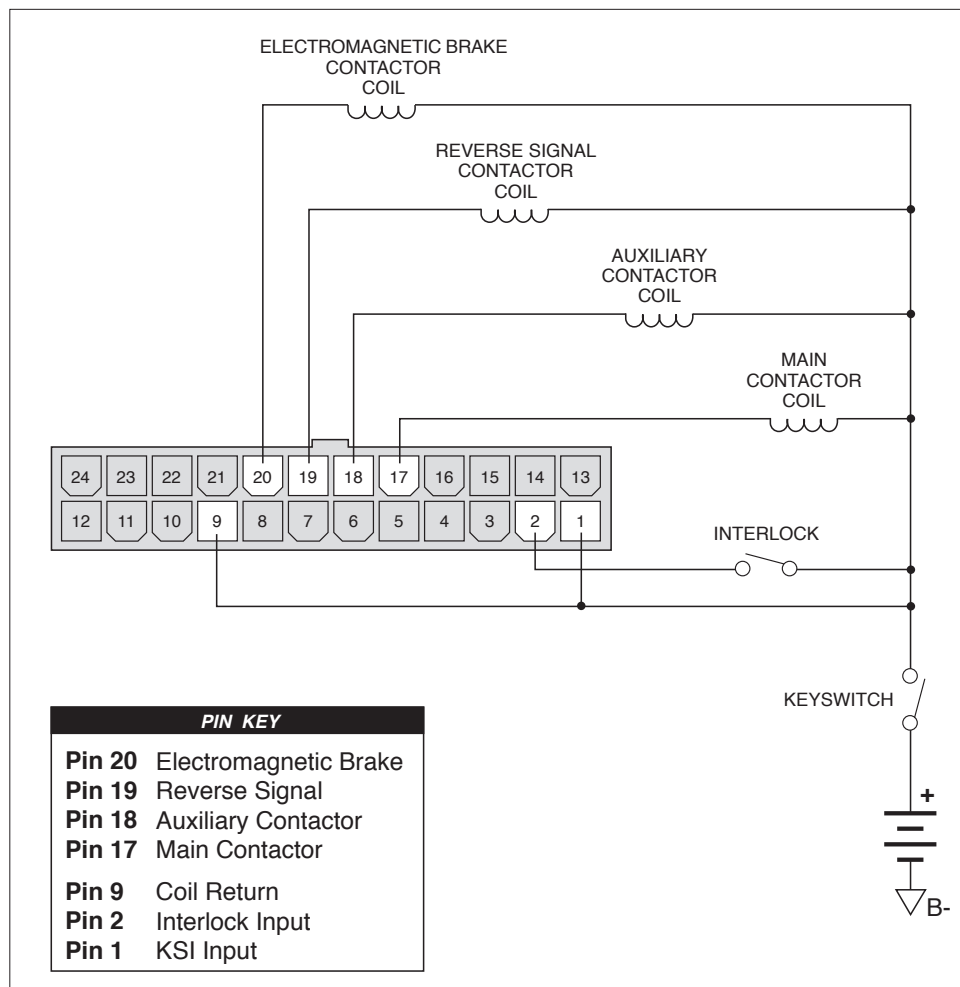 ELECTROMAGNETIC BRAKE
CONTACTOR
COIL
REVERSE SIGNAL
CONTACTOR
COIL
AUXILIARY
CONTACTOR
COIL
MAIN
CONTACTOR
COIL
24 23 22 21 20 19 18 17 16 15 14 13
12 11 10 9 8 7 6 5 4 3 2 1
INTERLOCK
KEYSWITCH
+
B-
PIN KEY
Pin 20 Electromagnetic Brake
Pin 19 Reverse Signal
Pin 18 Auxiliary Contactor
Pin 17 Main Contactor
Pin 9 Coil Return
Pin 2 Interlock Input
Pin 1 KSI Input